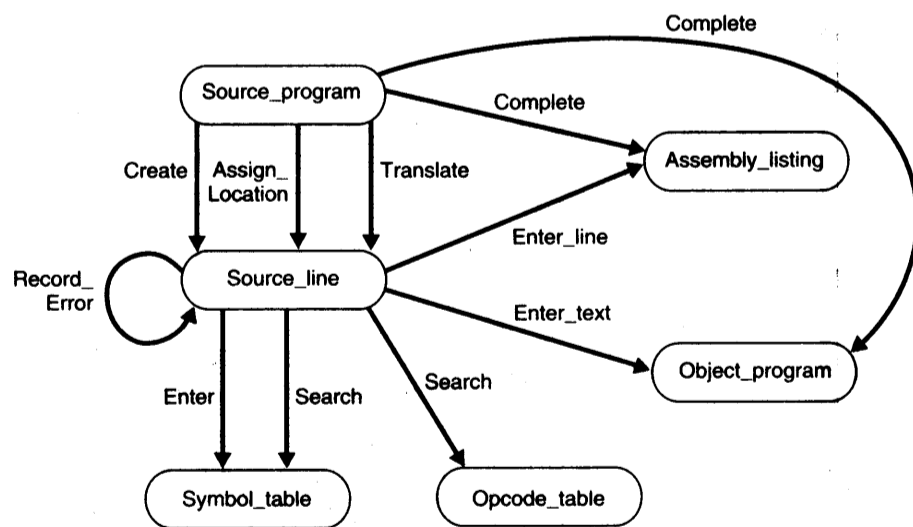 Complete
Source_program
Complete
Create
Assign_
Location
Translate
Assembly_listing
Enter_line
Record_
Error
Source_line
Enter_text
Object_program
Enter
Search
Search
Symbol_table
Opcode_table